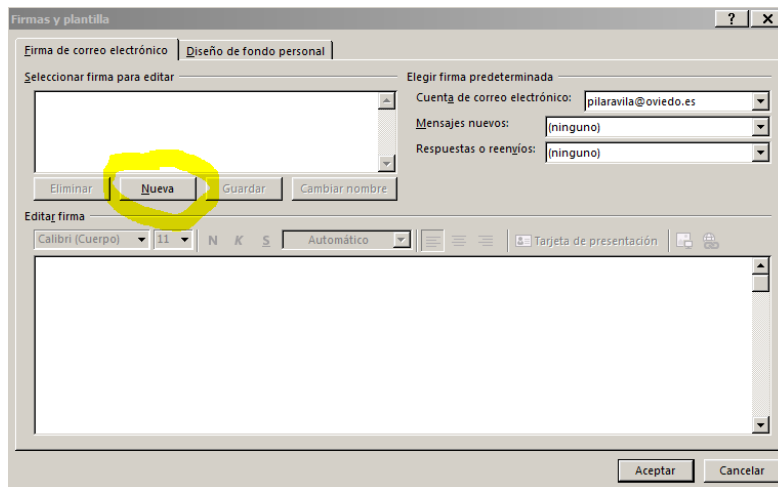 Firmas y plantilla
? X
Firma de correo electrónico Diseño de fondo personal
Seleccionar firma para editar
Elegir firma predeterminada
Cuenta de correo electrónico: pilaravila@oviedo.es
Mensajes nuevos: (ninguno)
Respuestas o reenvíos: (ninguno)
Eliminar Nueva Guardar Cambiar nombre
Editar firma
Calibri (Cuerpo) 11 N K S Automático Tarjeta de presentación
Aceptar Cancelar